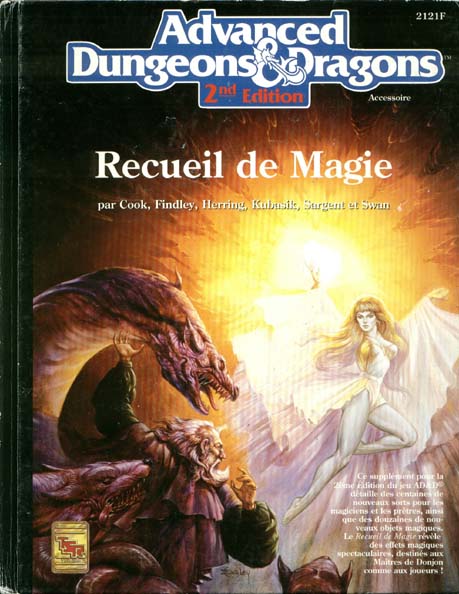 2121F
Advanced
Dungeons & Dragons
2nd Edition
TM
Accessoire
Recueil de Magie
par Cook, Findley, Herring, Kubasik, Sargent et Swan
Ce supplément pour la
2ème Édition du jeu AD&D®
détaille des centaines de
nouveaux sorts pour les
magiciens et les prêtres, ainsi
que des douzaines de nou-
veaux objets magiques.
Le Recueil de Magie révèle
des effets magiques
spectaculaires, destinés aux
Maîtres de Donjon
comme aux joueurs !
TSR
Easley